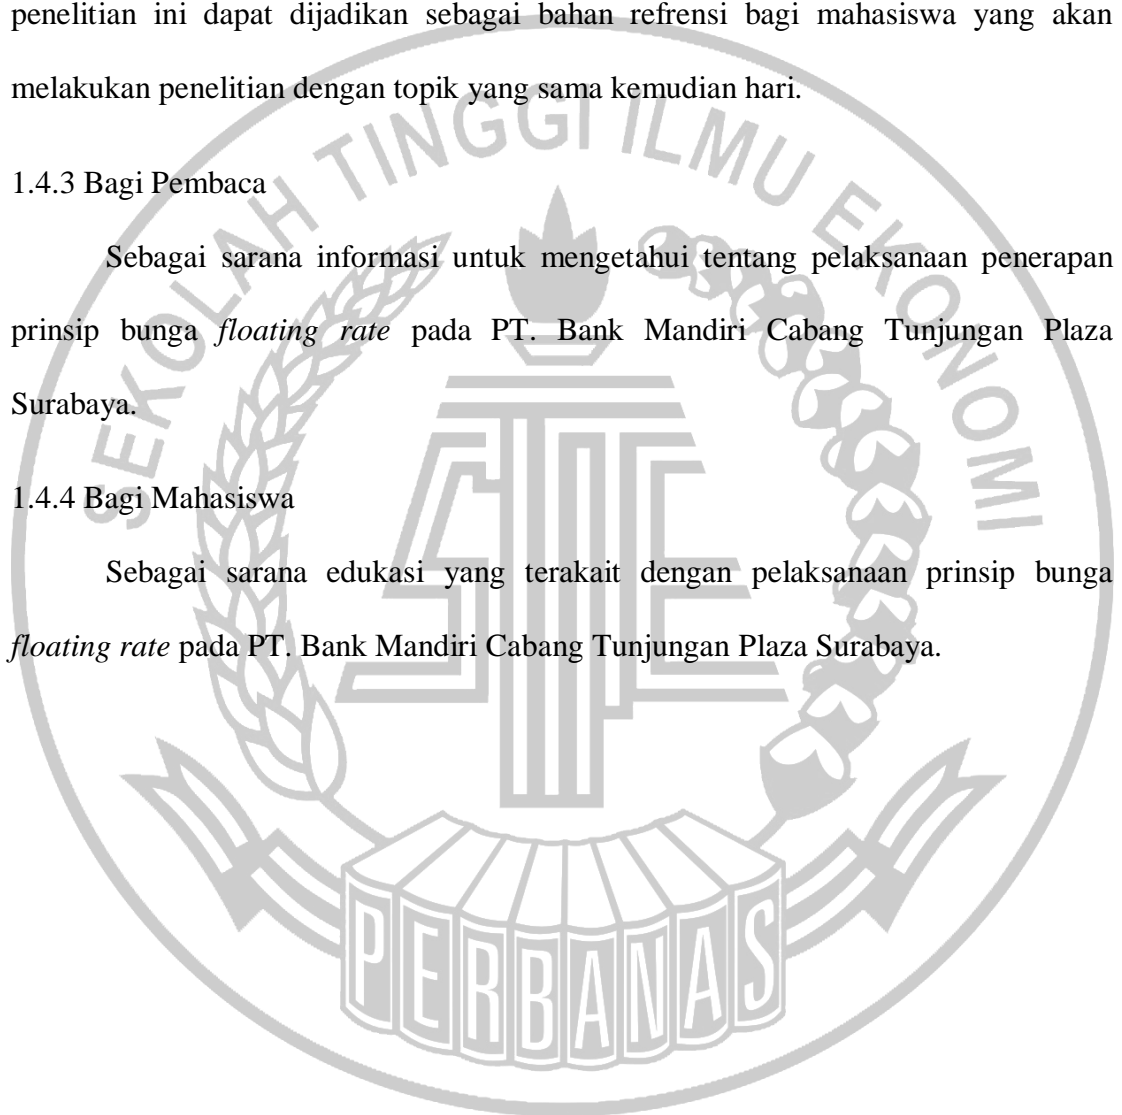 penelitian ini dapat dijadikan sebagai bahan refrensi bagi mahasiswa yang akan
melakukan penelitian dengan topik yang sama kemudian hari.
1.4.3 Bagi Pembaca
Sebagai sarana informasi untuk mengetahui tentang pelaksanaan penerapan
prinsip bunga floating rate pada PT. Bank Mandiri Cabang Tunjungan Plaza
Surabaya.
1.4.4 Bagi Mahasiswa
Sebagai sarana edukasi yang terakait dengan pelaksanaan prinsip bunga
floating rate pada PT. Bank Mandiri Cabang Tunjungan Plaza Surabaya.
SEKOLAH TINGGI ILMU EKONOMI
PERBANAS